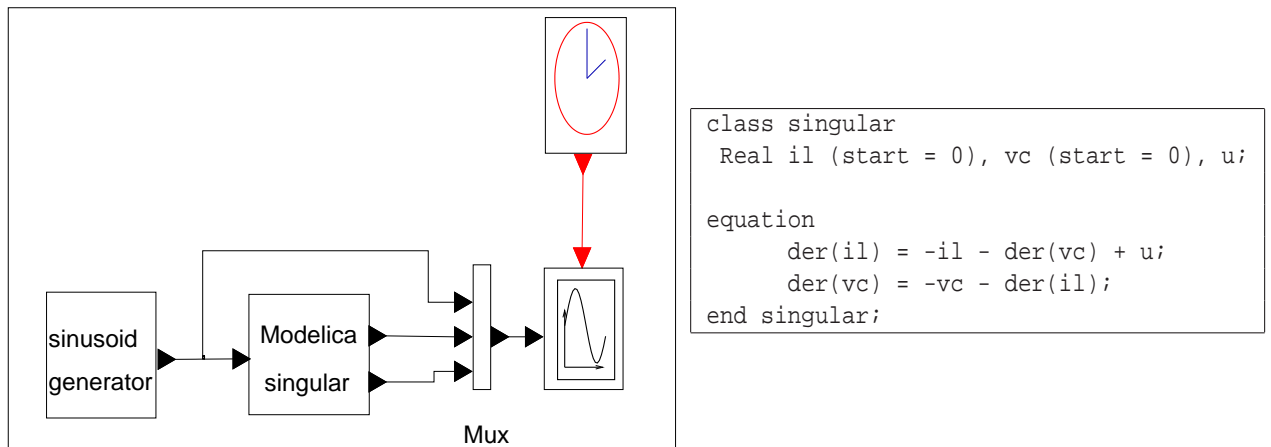 sinusoid
generator
Modelica
singular
Mux
class singular
Real il (start = 0), vc (start = 0), u;
equation
der(il) = -il - der(vc) + u;
der(vc) = -vc - der(il);
end singular;